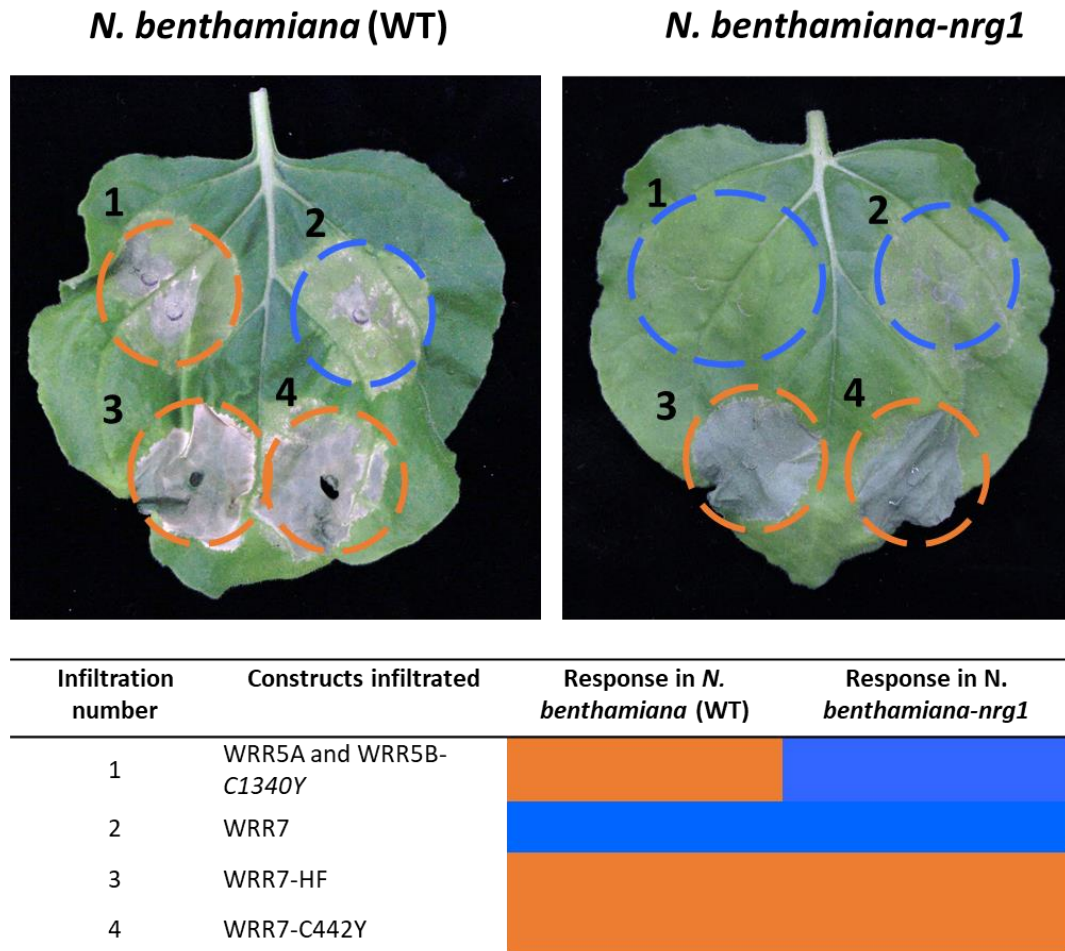 N. benthamiana (WT)
N. benthamiana-nrg1
1
2
3
4
1
2
3
4
Infiltration number
Constructs infiltrated
Response in N. benthamiana (WT)
Response in N. benthamiana-nrg1
1
WRR5A and WRR5B-
C1340Y
2
WRR7
3
WRR7-HF
4
WRR7-C442Y